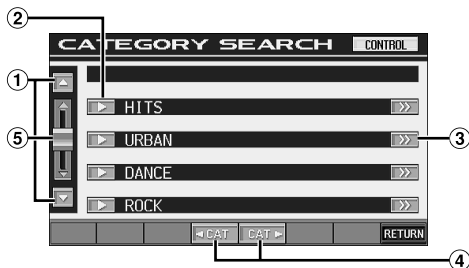 ②
CATEGORY SEARCH CONTROL
①
HITS
⑤ URBAN ③
DANCE
ROCK
◄CAT CAT► RETURN
④